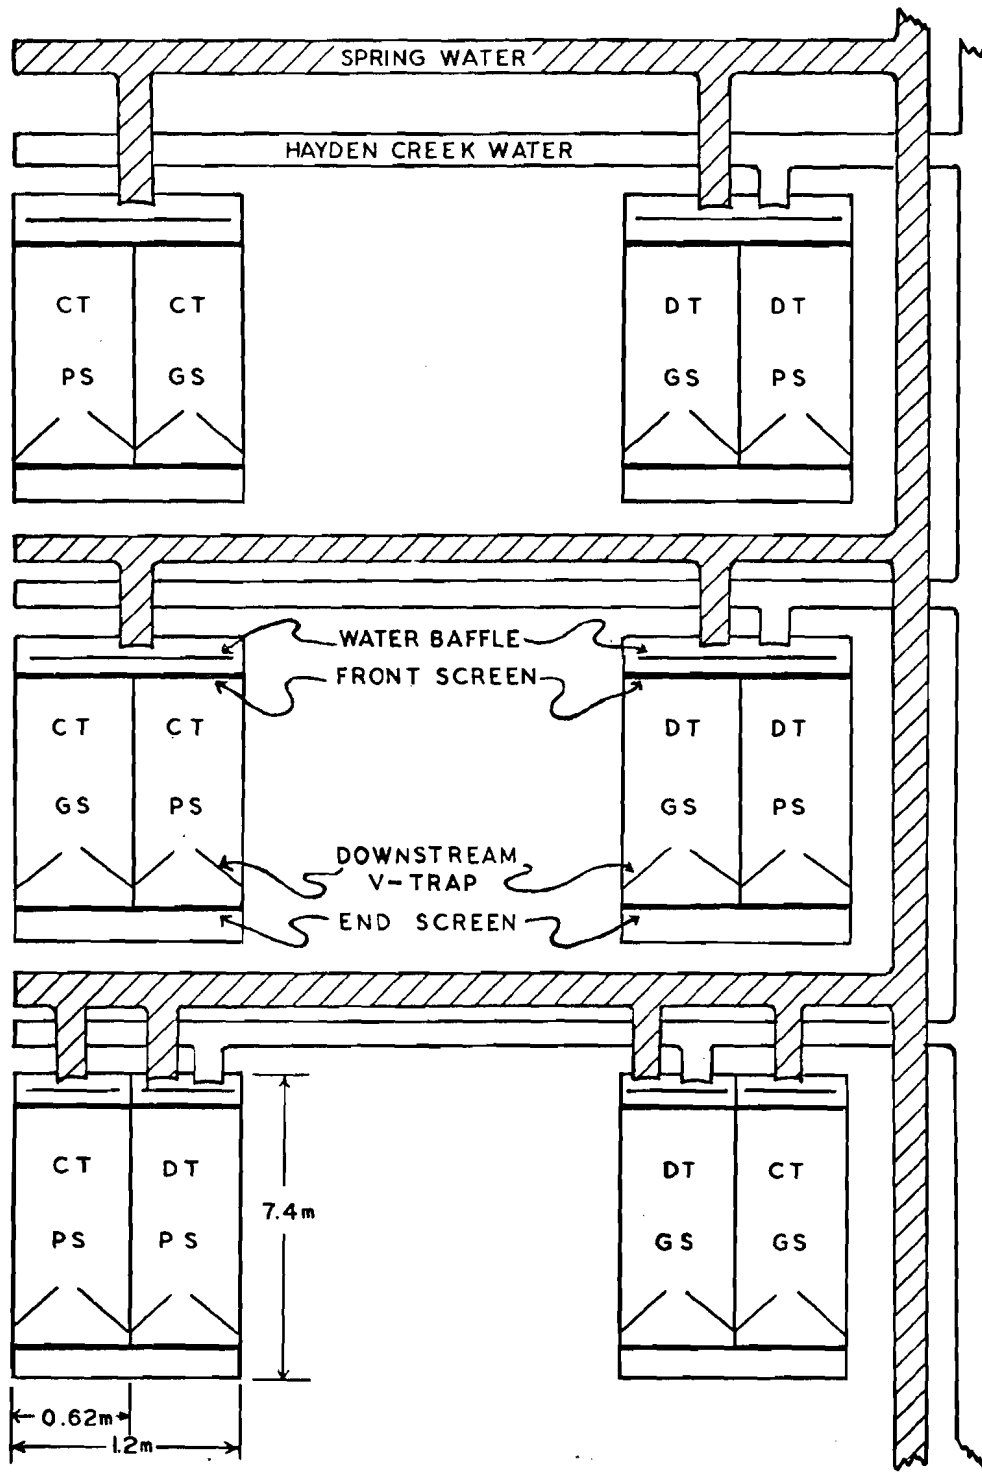 SPRING WATER
HAYDEN CREEK WATER
CT CT DT DT
PS GS GS PS
WATER BAFFLE
FRONT SCREEN
CT CT DT DT
GS PS GS PS
DOWNSTREAM
V-TRAP
END SCREEN
CT DT DT CT
PS PS GS GS
7.4m
0.62m
1.2m